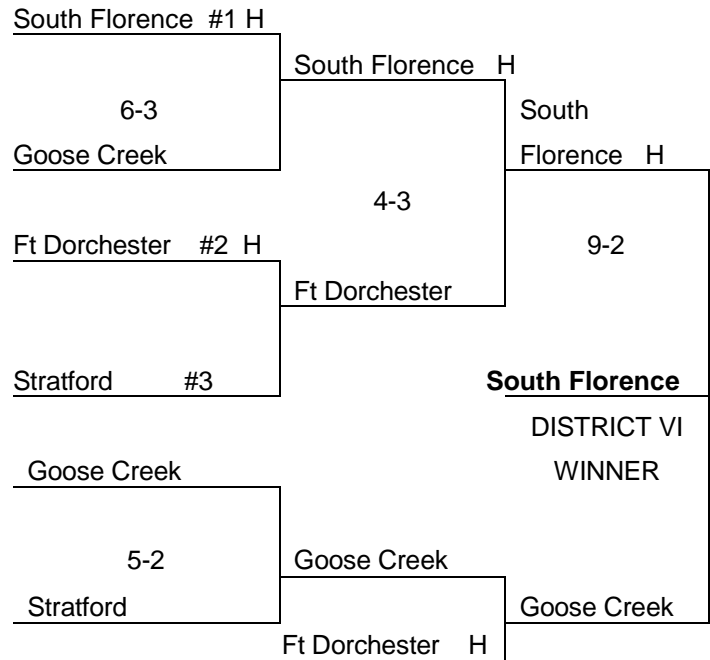 South Florence #1 H
South Florence H
6-3
South
Goose Creek
Florence H
4-3
Ft Dorchester #2 H
9-2
Ft Dorchester
Stratford #3
South Florence
DISTRICT VI
Goose Creek
WINNER
5-2
Goose Creek
Stratford
Goose Creek
Ft Dorchester H